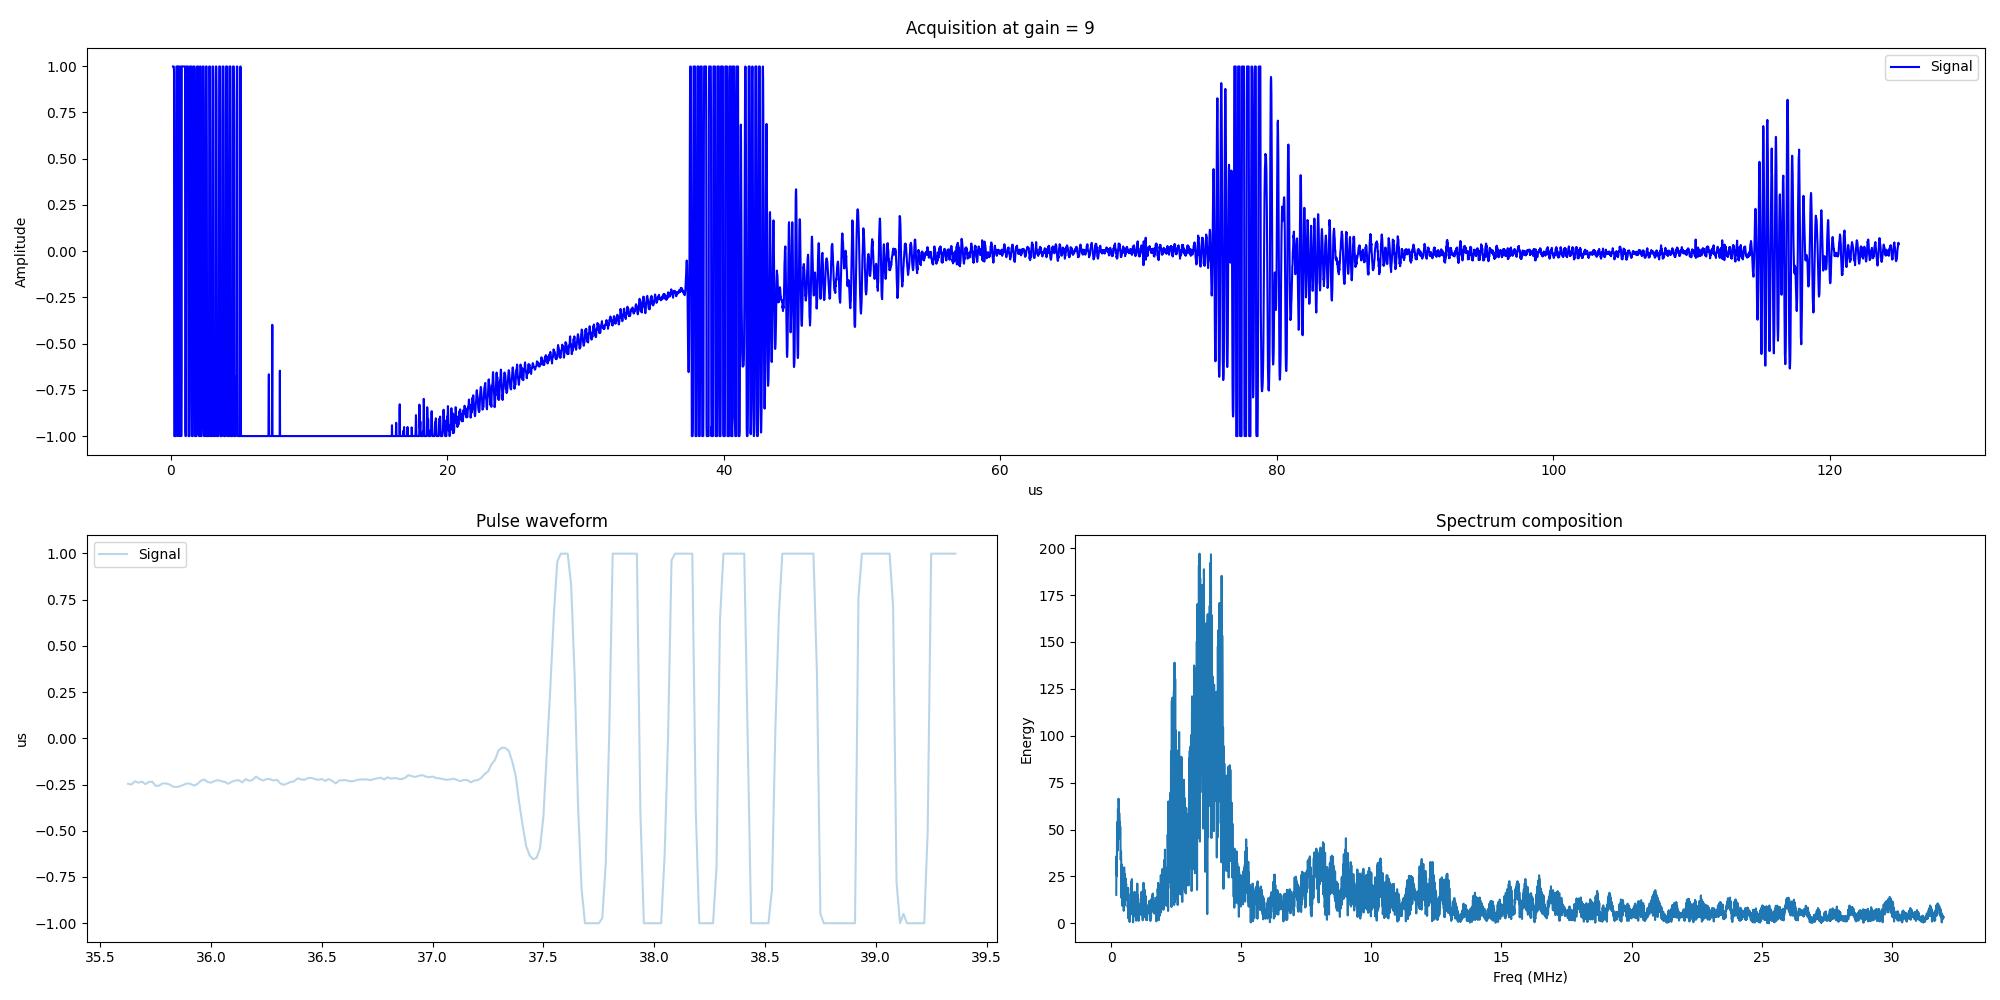 Acquisition at gain = 9
Signal
Amplitude
1.00
0.75
0.50
0.25
0.00
−0.25
−0.50
−0.75
−1.00
0 20 40 60 80 100 120
us
Pulse waveform
Signal
us
1.00
0.75
0.50
0.25
0.00
−0.25
−0.50
−0.75
−1.00
35.5 36.0 36.5 37.0 37.5 38.0 38.5 39.0 39.5
Spectrum composition
Energy
200
175
150
125
100
75
50
25
0
0 5 10 15 20 25 30
Freq (MHz)